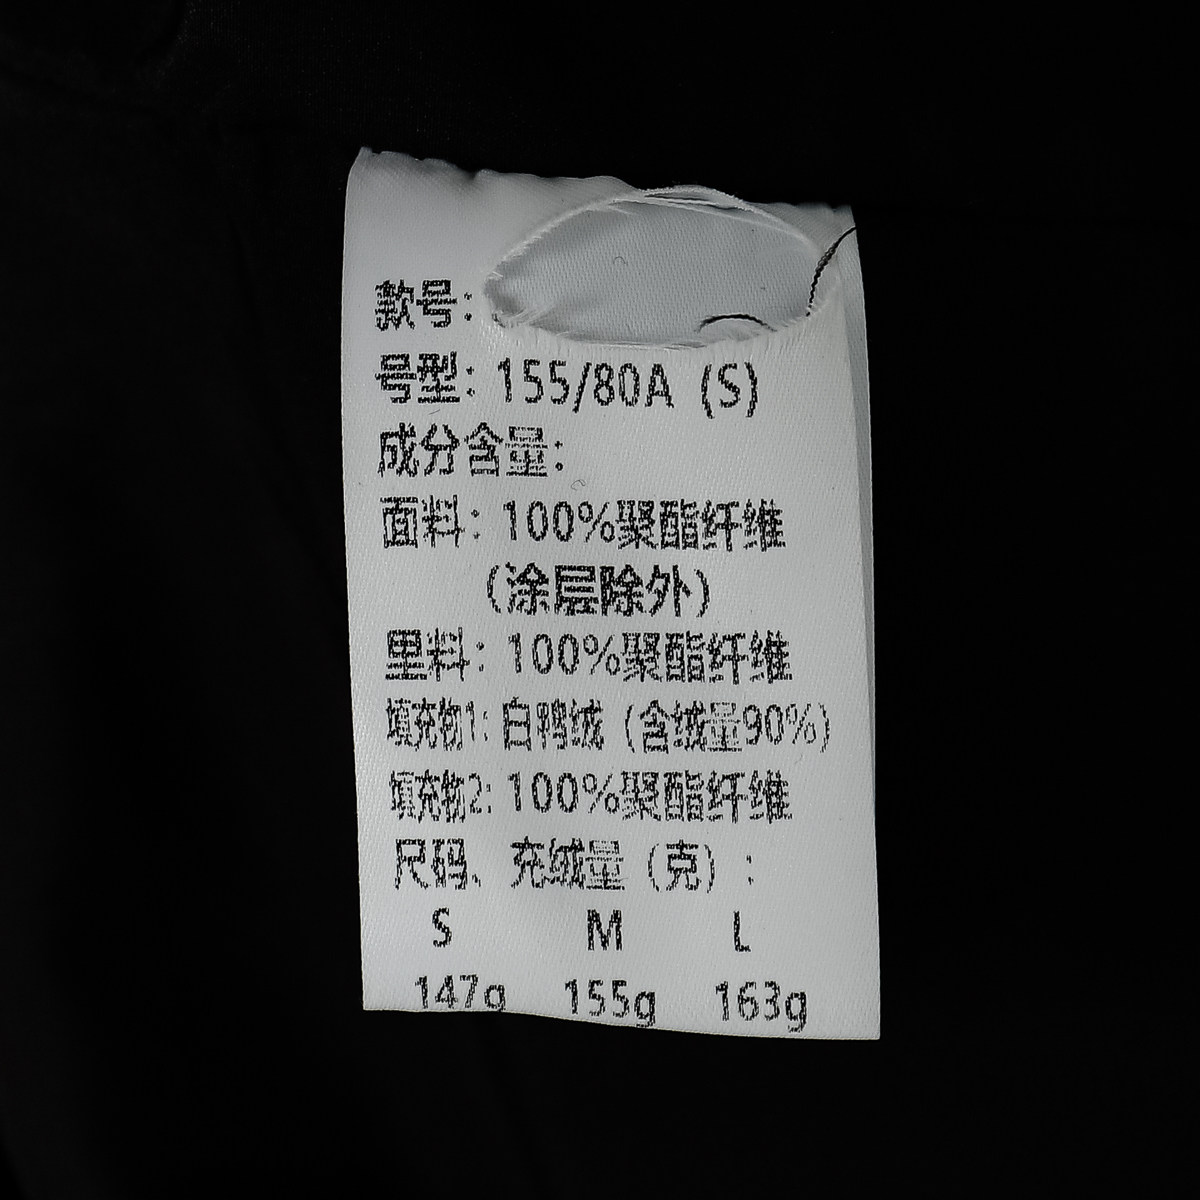 款号:
号型: 155/80A (S)
成分含量:
面料: 100%聚酯纤维
(涂层除外)
里料: 100%聚酯纤维
填充物1: 白鸭绒 (含绒量90%)
填充物2: 100%聚酯纤维
尺码、充绒量 (克) :
S M L
147g 155g 163g